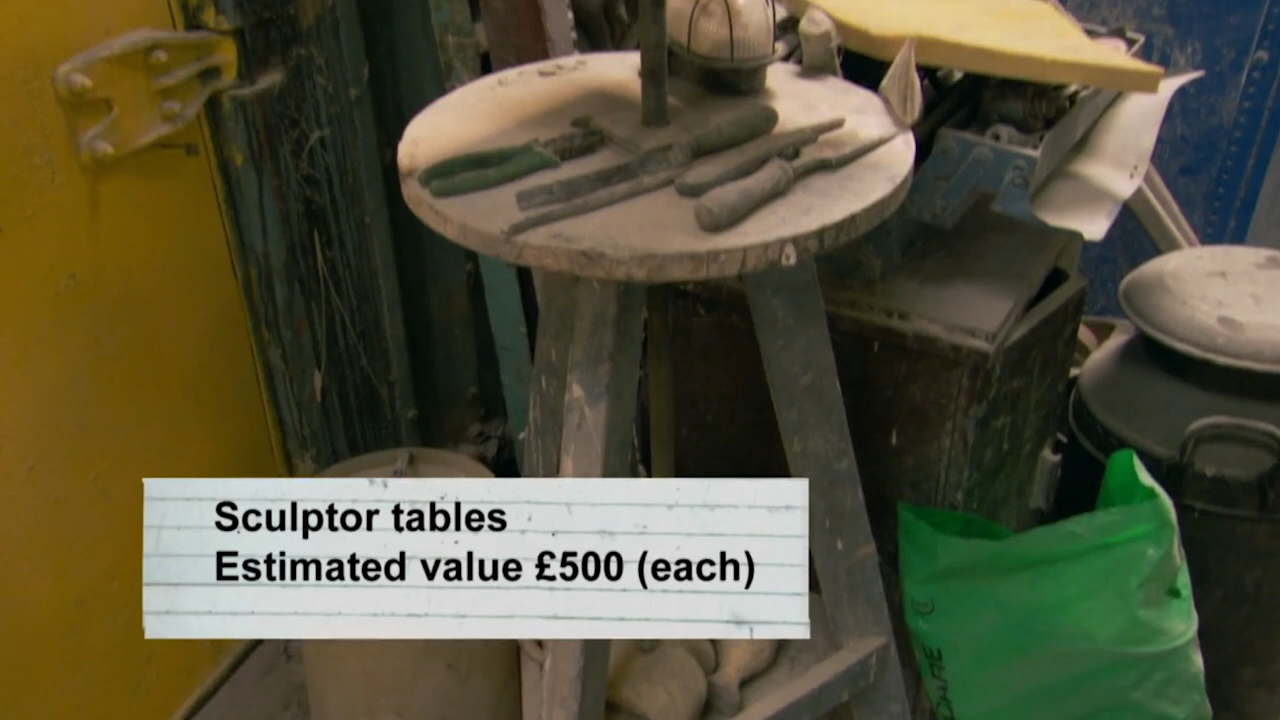 Sculptor tables
Estimated value £500 (each)